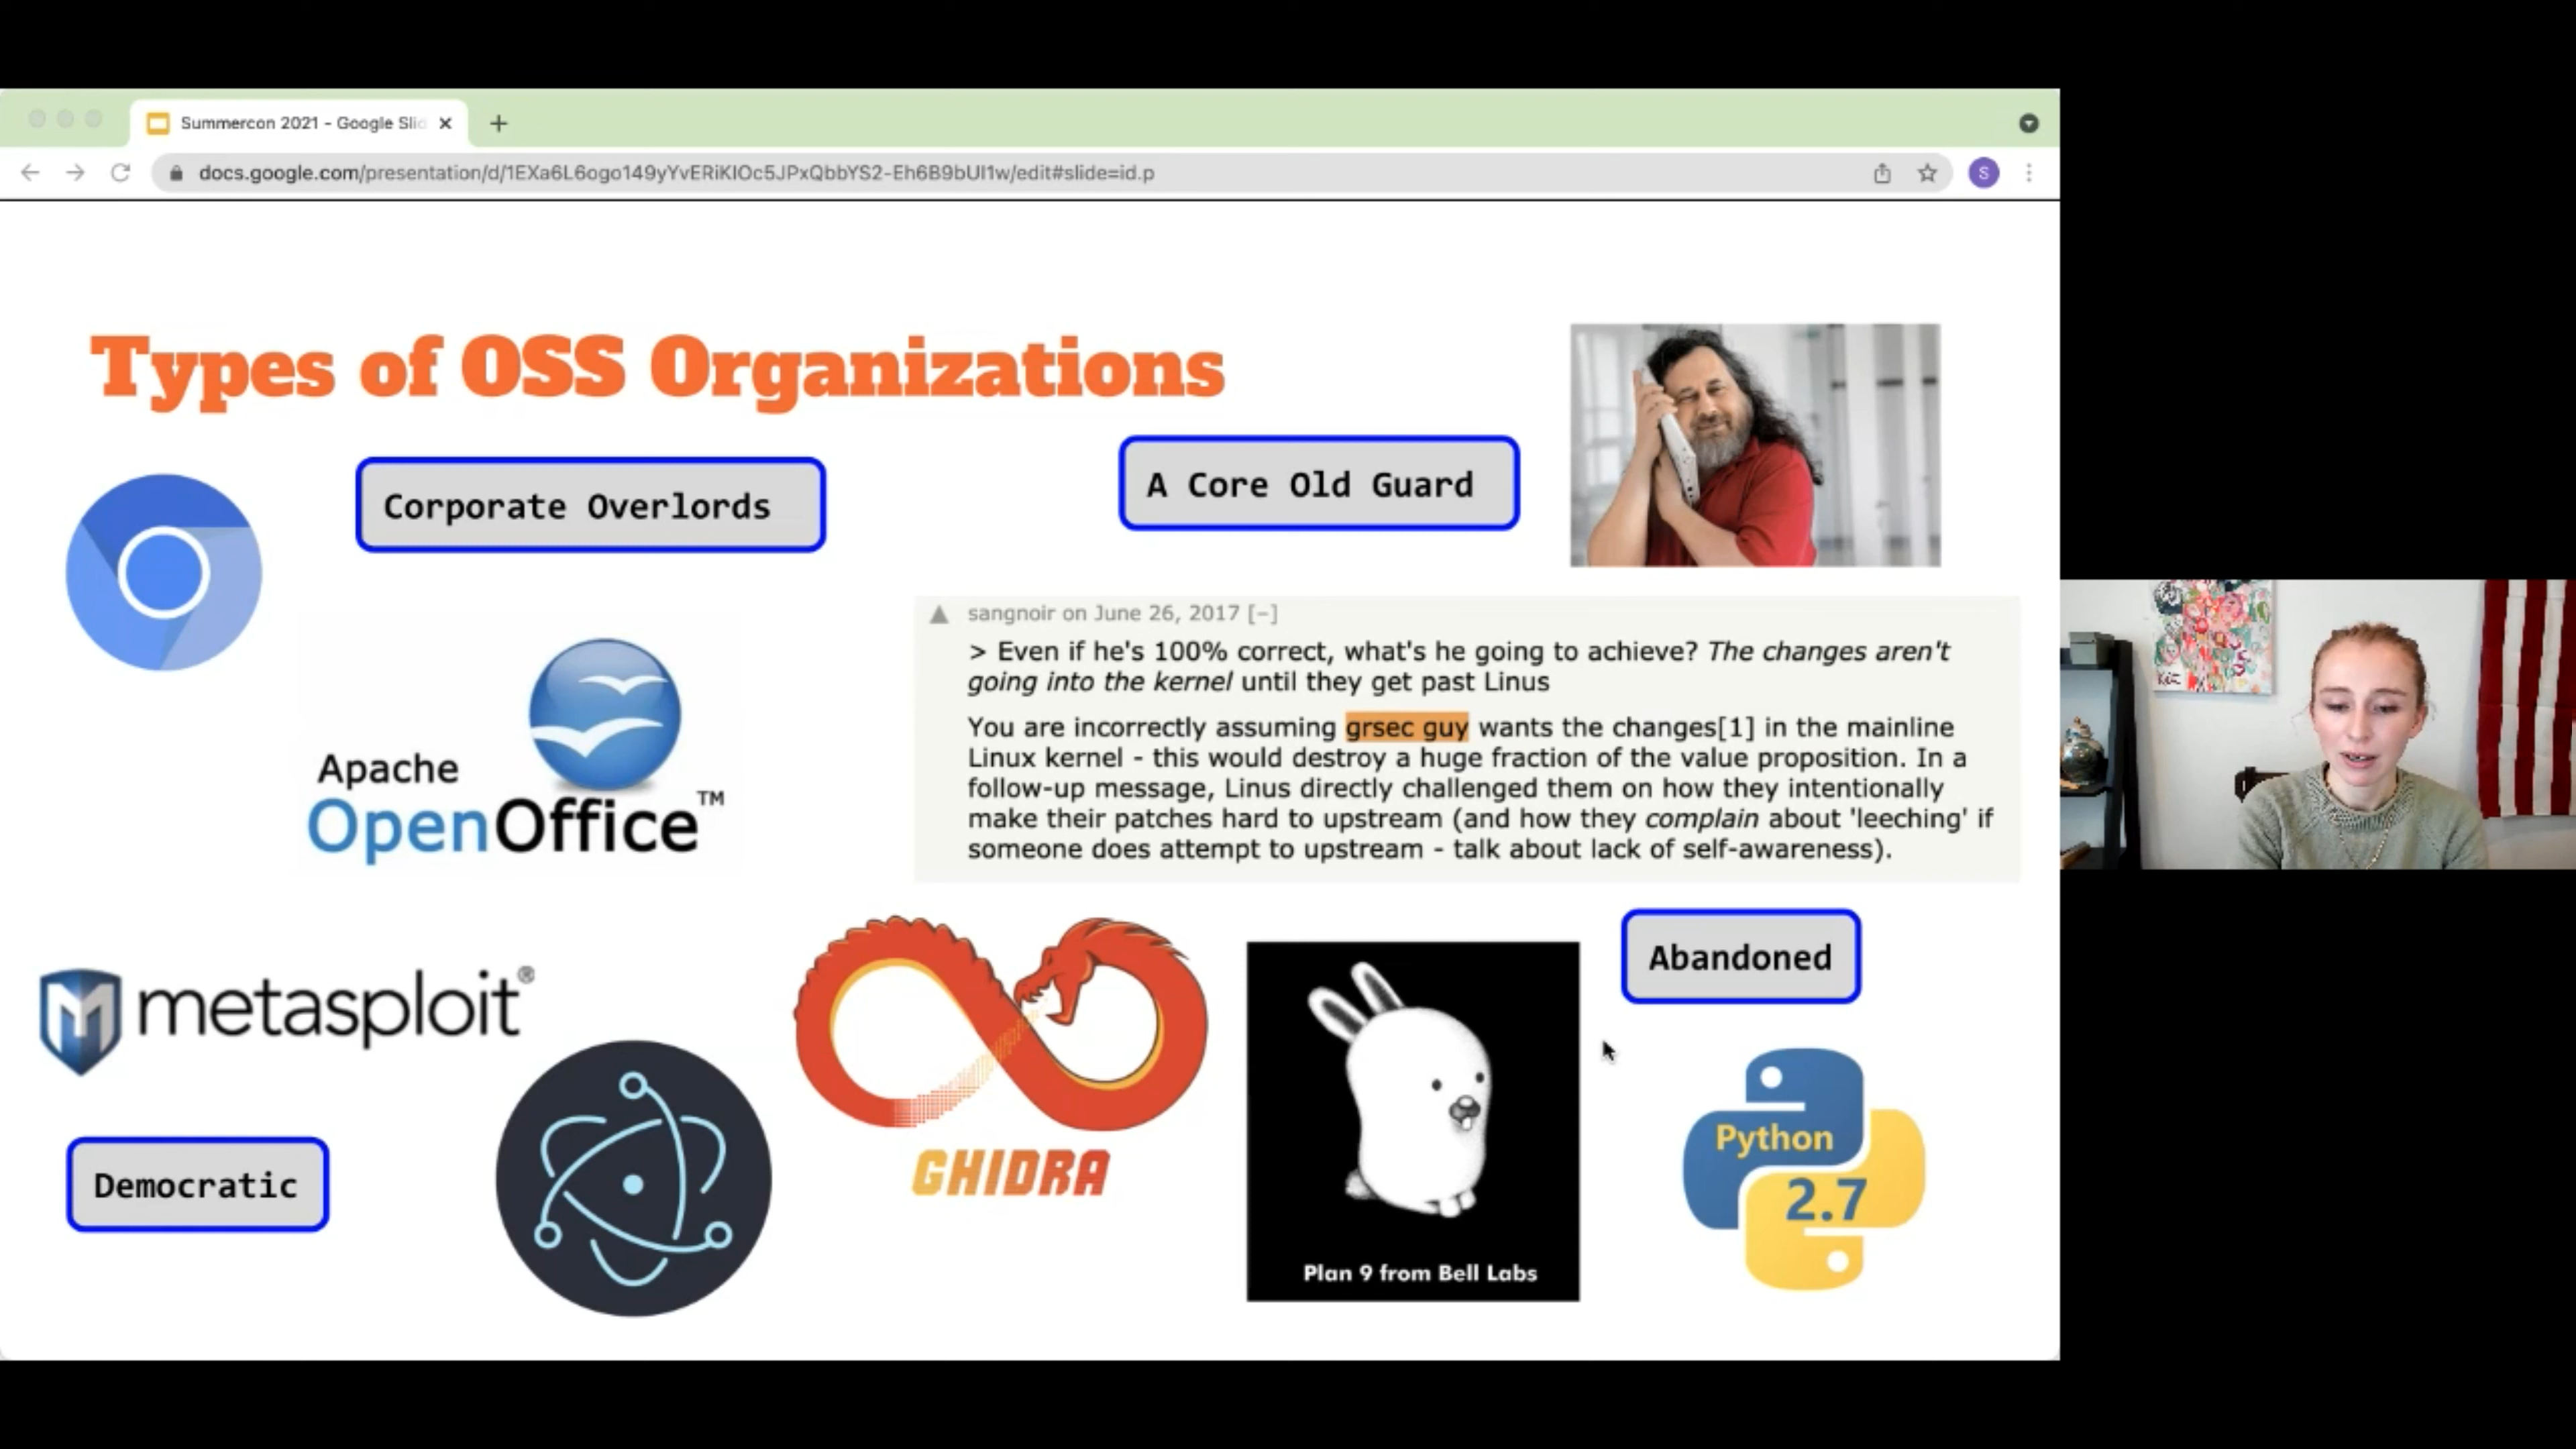 Summercon 2021 - Google Slid
docs.google.com/presentation/d/1EXa6L6ogo149yYvERiKIOc5JPxQbbYS2-Eh6B9bUI1w/edit#slide=id.p
S
Types of OSS Organizations
Corporate Overlords
A Core Old Guard
sangnoir on June 26, 2017 [−]
> Even if he's 100% correct, what's he going to achieve? The changes aren't
going into the kernel until they get past Linus
You are incorrectly assuming grsec guy wants the changes[1] in the mainline
Linux kernel - this would destroy a huge fraction of the value proposition. In a
follow-up message, Linus directly challenged them on how they intentionally
make their patches hard to upstream (and how they complain about 'leeching' if
someone does attempt to upstream - talk about lack of self-awareness).
Apache
OpenOffice™
M metasploit®
Abandoned
Democratic
GHIDRA
Plan 9 from Bell Labs
Python
2.7